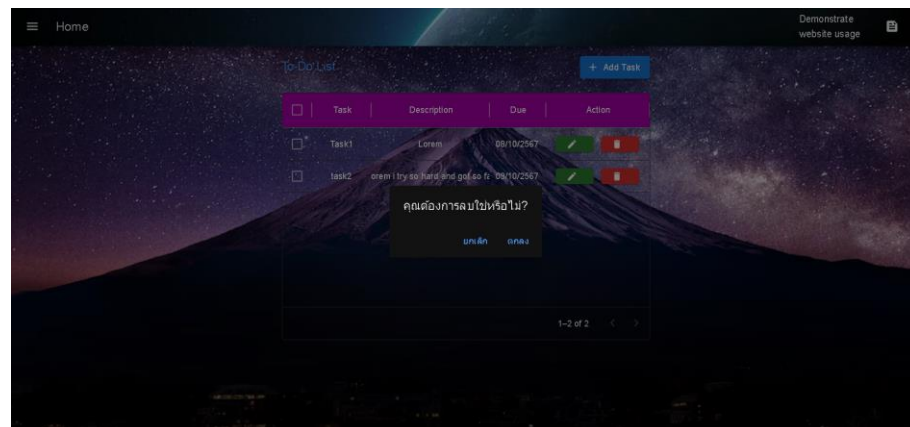 Home
Demonstrate
website usage
To-Do List
+ Add Task
Task Description Due Action
Task1 Lorem 09/10/2567
task2 orem i try so hard and got so fa 09/10/2567
คุณต้องการลบใช่หรือไม่?
ยกเลิก ตกลง
1–2 of 2